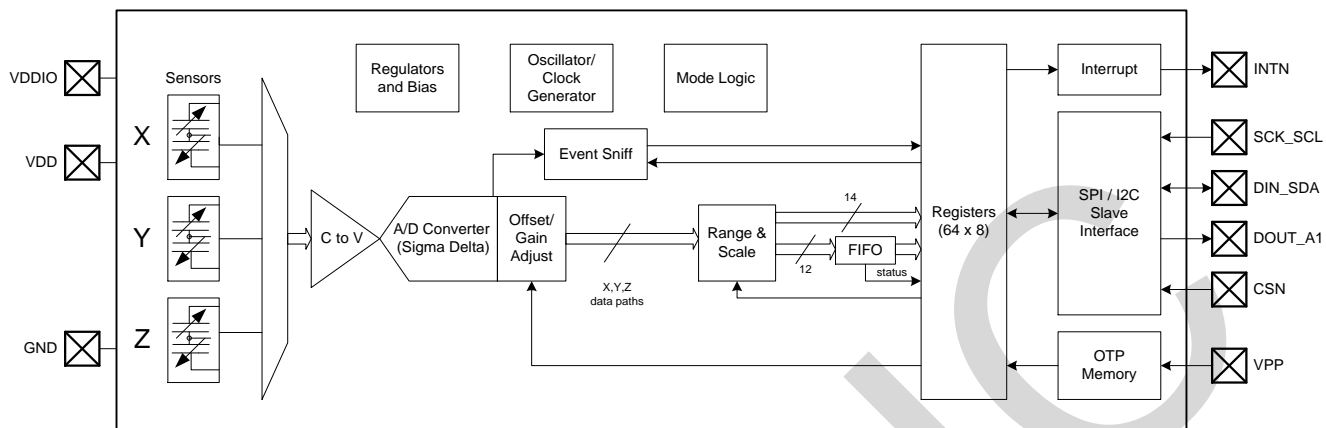 VDDIO
VDD
GND
Sensors
X
Y
Z
Regulators
and Bias
Oscillator/
Clock
Generator
Mode Logic
Event Sniff
C to V
A/D Converter
(Sigma Delta)
Offset/
Gain
Adjust
X,Y,Z
data paths
Range &
Scale
14
12
FIFO
status
Registers
(64 x 8)
Interrupt
SPI / I2C
Slave
Interface
OTP
Memory
INTN
SCK_SCL
DIN_SDA
DOUT_A1
CSN
VPP